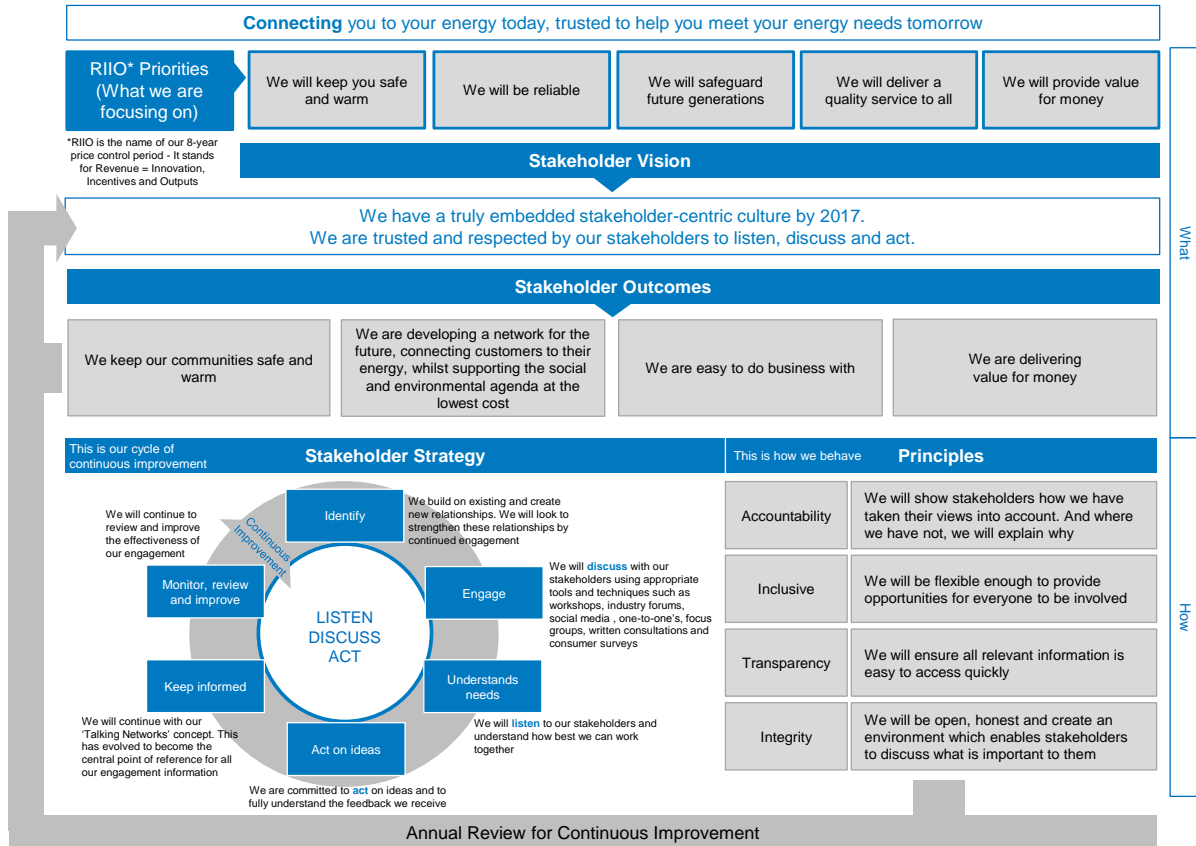 Connecting you to your energy today, trusted to help you meet your energy needs tomorrow
RIIO* Priorities
(What we are
focusing on)
We will keep you safe
and warm
We will be reliable
We will safeguard
future generations
We will deliver a
quality service to all
We will provide value
for money
*RIIO is the name of our 8-year
price control period - It stands
for Revenue = Innovation,
Incentives and Outputs
Stakeholder Vision
We have a truly embedded stakeholder-centric culture by 2017.
We are trusted and respected by our stakeholders to listen, discuss and act.
What
Stakeholder Outcomes
We keep our communities safe and
warm
We are developing a network for the
future, connecting customers to their
energy, whilst supporting the social
and environmental agenda at the
lowest cost
We are easy to do business with
We are delivering
value for money
This is our cycle of
continuous improvement
Stakeholder Strategy
We will continue to
review and improve
the effectiveness of
our engagement
Continuous
Improvement
Identify
We build on existing and create
new relationships. We will look to
strengthen these relationships by
continued engagement
Monitor, review
and improve
Engage
We will discuss with our
stakeholders using appropriate
tools and techniques such as
workshops, industry forums,
social media , one-to-one's, focus
groups, written consultations and
consumer surveys
LISTEN
DISCUSS
ACT
Keep informed
Understands
needs
We will continue with our
'Talking Networks' concept. This
has evolved to become the
central point of reference for all
our engagement information
We will listen to our stakeholders and
understand how best we can work
together
Act on ideas
We are committed to act on ideas and to
fully understand the feedback we receive
This is how we behave
Principles
Accountability
We will show stakeholders how we have
taken their views into account. And where
we have not, we will explain why
Inclusive
We will be flexible enough to provide
opportunities for everyone to be involved
Transparency
We will ensure all relevant information is
easy to access quickly
Integrity
We will be open, honest and create an
environment which enables stakeholders
to discuss what is important to them
How
Annual Review for Continuous Improvement